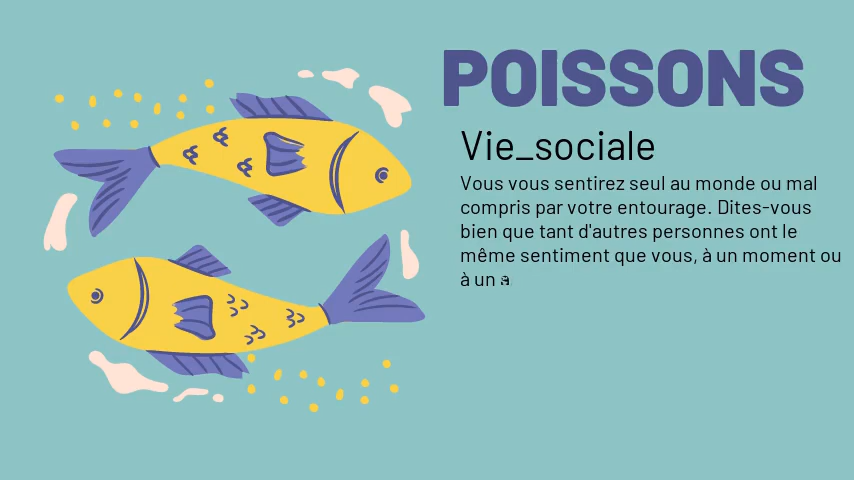 POISSONS
Vie_sociale
Vous vous sentirez seul au monde ou mal
compris par votre entourage. Dites-vous
bien que tant d'autres personnes ont le
même sentiment que vous, à un moment ou
à un a